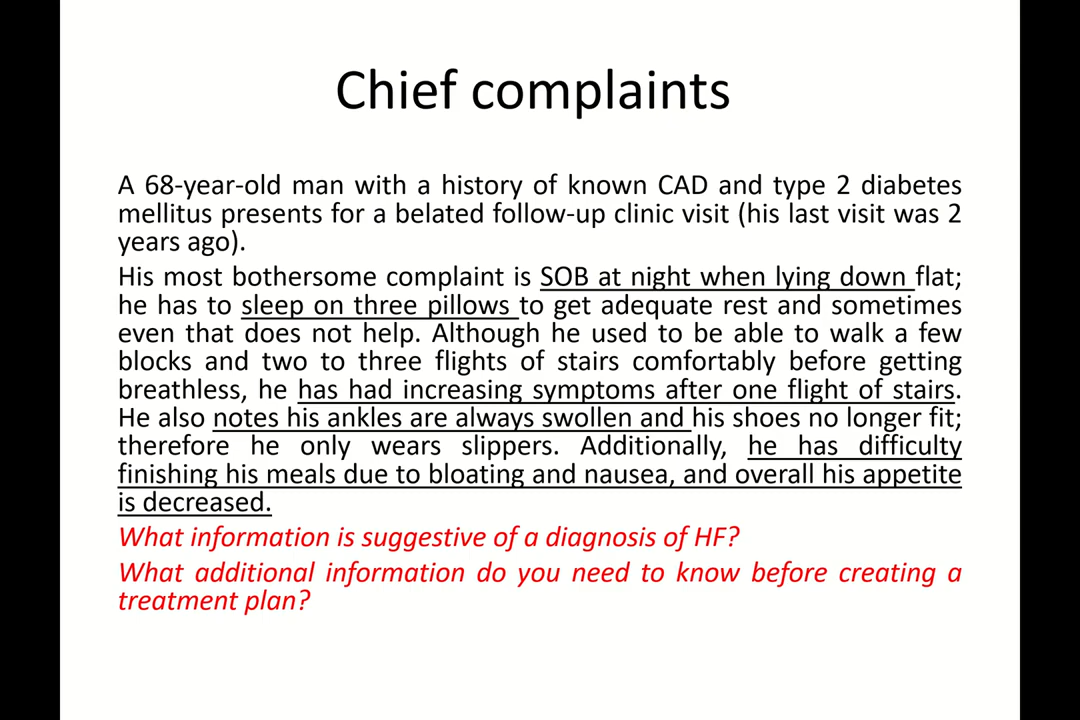 Chief complaints
A 68-year-old man with a history of known CAD and type 2 diabetes
mellitus presents for a belated follow-up clinic visit (his last visit was 2
years ago).
His most bothersome complaint is SOB at night when lying down flat;
he has to sleep on three pillows to get adequate rest and sometimes
even that does not help. Although he used to be able to walk a few
blocks and two to three flights of stairs comfortably before getting
breathless, he has had increasing symptoms after one flight of stairs.
He also notes his ankles are always swollen and his shoes no longer fit;
therefore he only wears slippers. Additionally, he has difficulty
finishing his meals due to bloating and nausea, and overall his appetite
is decreased.
What information is suggestive of a diagnosis of HF?
What additional information do you need to know before creating a
treatment plan?